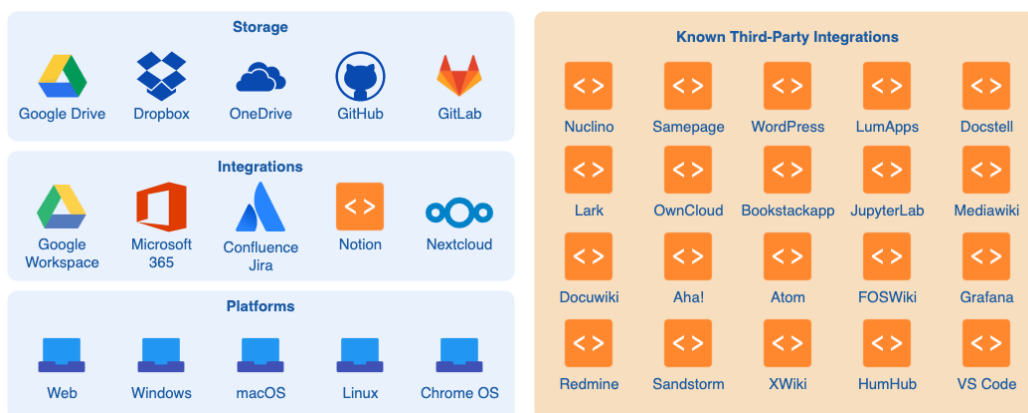 Storage
Google Drive
Dropbox
OneDrive
GitHub
GitLab
Integrations
Google
Workspace
Microsoft
365
Confluence
Jira
Notion
Nextcloud
Platforms
Web
Windows
macOS
Linux
Chrome OS
Known Third-Party Integrations
< >
< >
< >
< >
< >
Nuclino
Samepage
WordPress
LumApps
Docstell
Lark
OwnCloud
Bookstackapp
JupyterLab
Mediawiki
Docuwiki
Aha!
Atom
FOSWiki
Grafana
Redmine
Sandstorm
XWiki
HumHub
VS Code